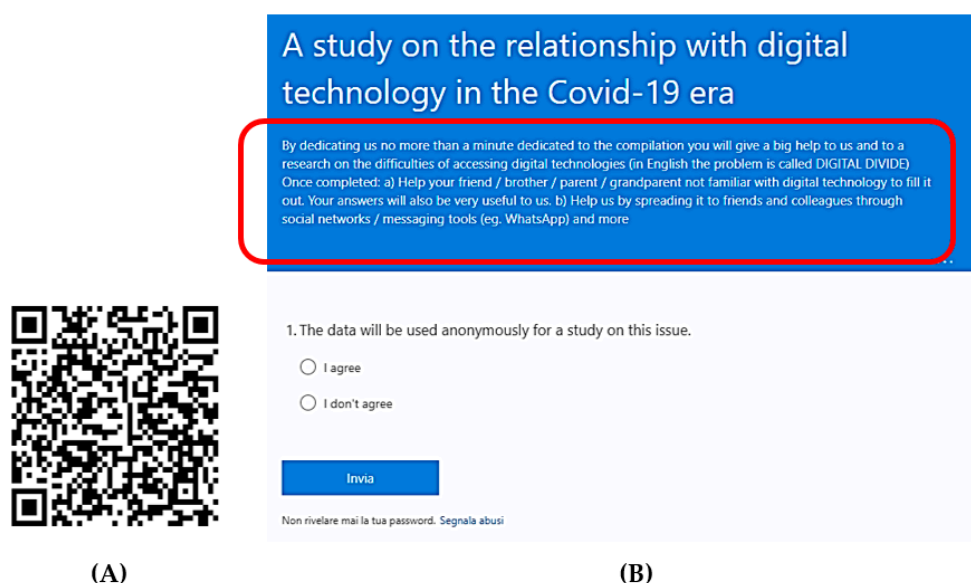 A study on the relationship with digital
technology in the Covid-19 era
By dedicating us no more than a minute dedicated to the compilation you will give a big help to us and to a
research on the difficulties of accessing digital technologies (in English the problem is called DIGITAL DIVIDE)
Once completed: a) Help your friend / brother / parent / grandparent not familiar with digital technology to fill it
out. Your answers will also be very useful to us. b) Help us by spreading it to friends and colleagues through
social networks / messaging tools (eg. WhatsApp) and more
1. The data will be used anonymously for a study on this issue.
I agree
I don't agree
Invia
Non rivelare mai la tua password. Segnala abusi
(A)
(B)